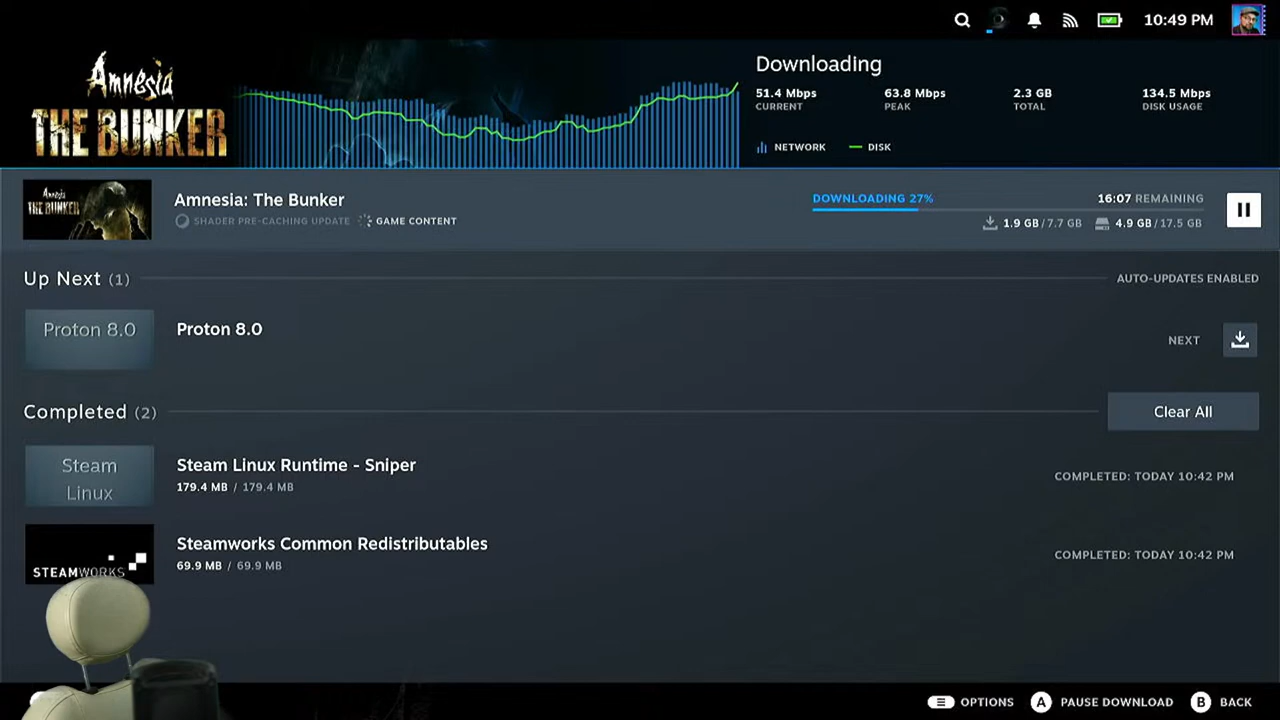 10:49 PM
Amnesia
THE BUNKER
Downloading
51.4 Mbps 63.8 Mbps 2.3 GB 134.5 Mbps
CURRENT PEAK TOTAL DISK USAGE
NETWORK DISK
Amnesia
THE BUNKER
Amnesia: The Bunker
SHADER PRE-CACHING UPDATE GAME CONTENT
DOWNLOADING 27% 16:07 REMAINING
1.9 GB / 7.7 GB 4.9 GB / 17.5 GB
Up Next (1) AUTO-UPDATES ENABLED
Proton 8.0 Proton 8.0 NEXT
Completed (2) Clear All
Steam
Linux
Steam Linux Runtime - Sniper
179.4 MB / 179.4 MB
COMPLETED: TODAY 10:42 PM
STEAMWORKS
Steamworks Common Redistributables
69.9 MB / 69.9 MB
COMPLETED: TODAY 10:42 PM
OPTIONS A PAUSE DOWNLOAD B BACK